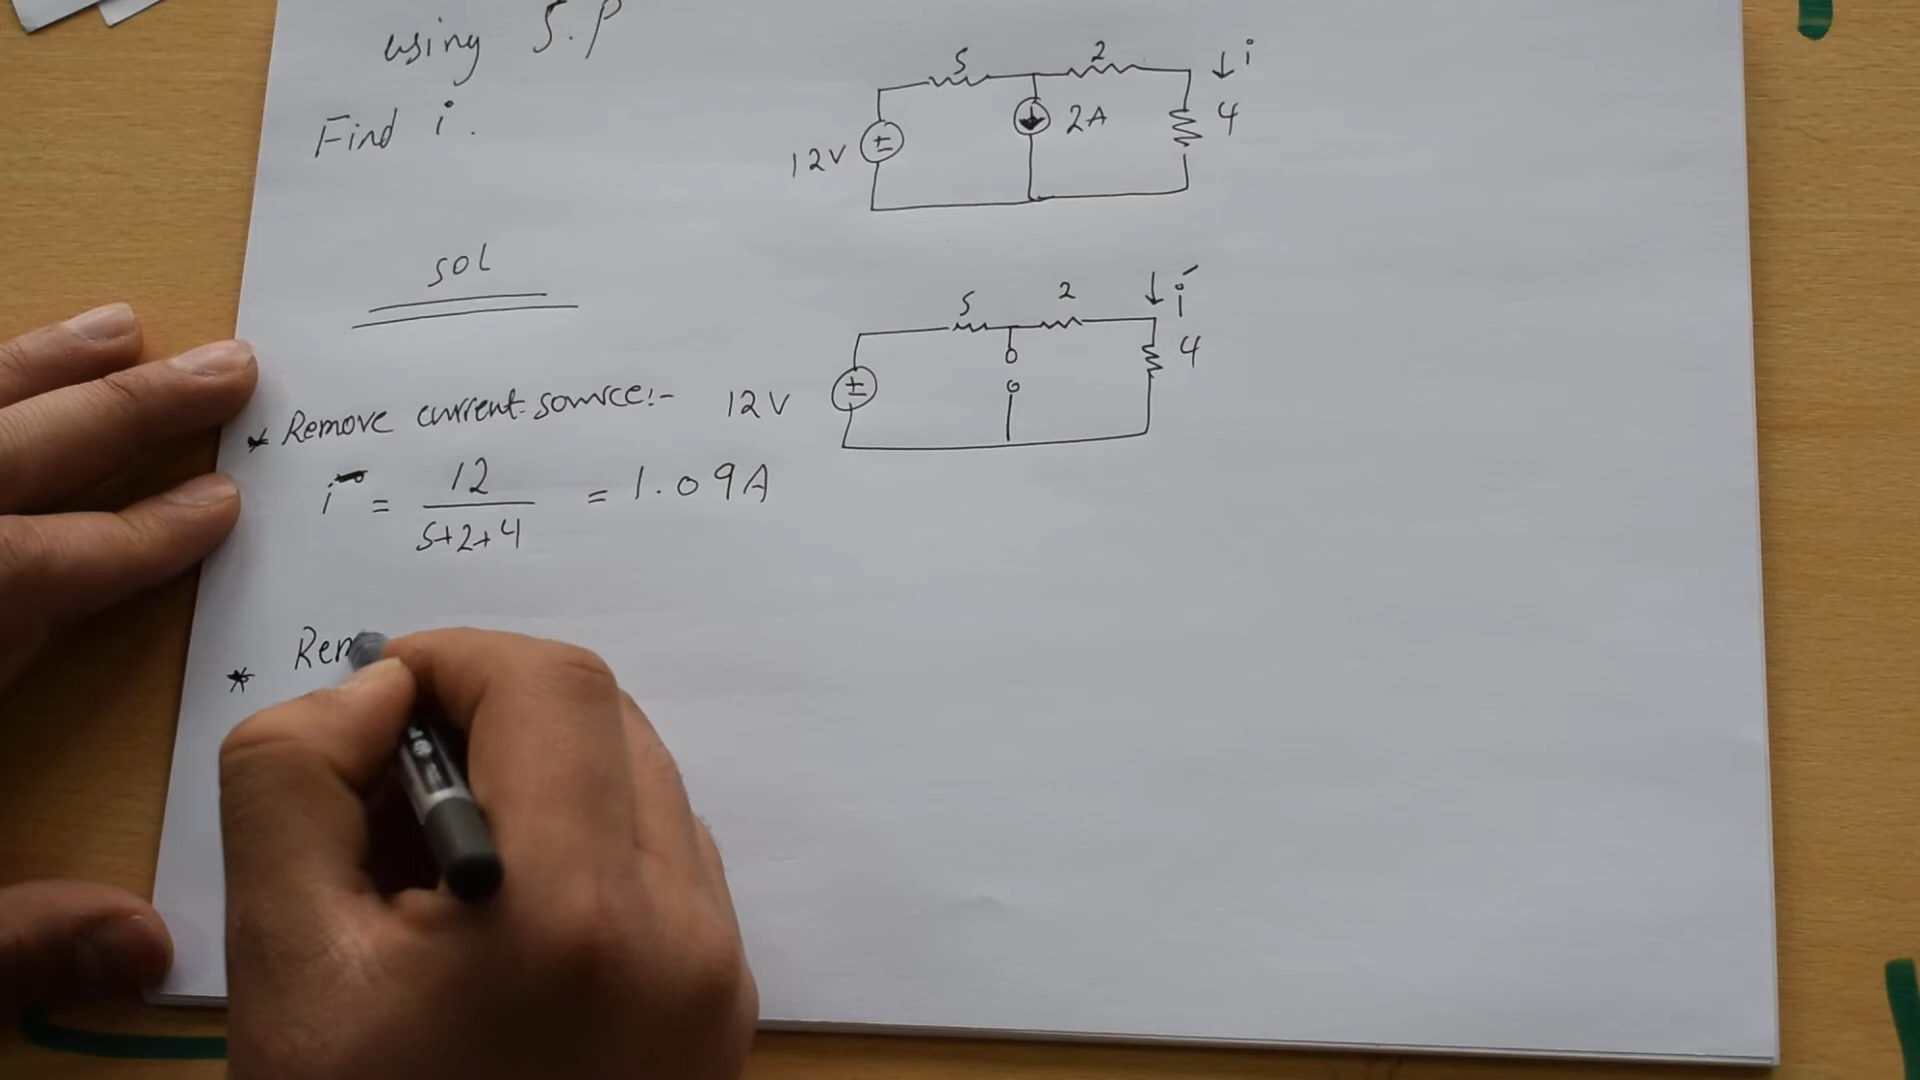 using S.P
Find i.
5 2 i
12V 2A 4
SOL
5 2 i′
4
* Remove current source:- 12V
i′ = 12 / 5+2+4 = 1.09A
* Rem